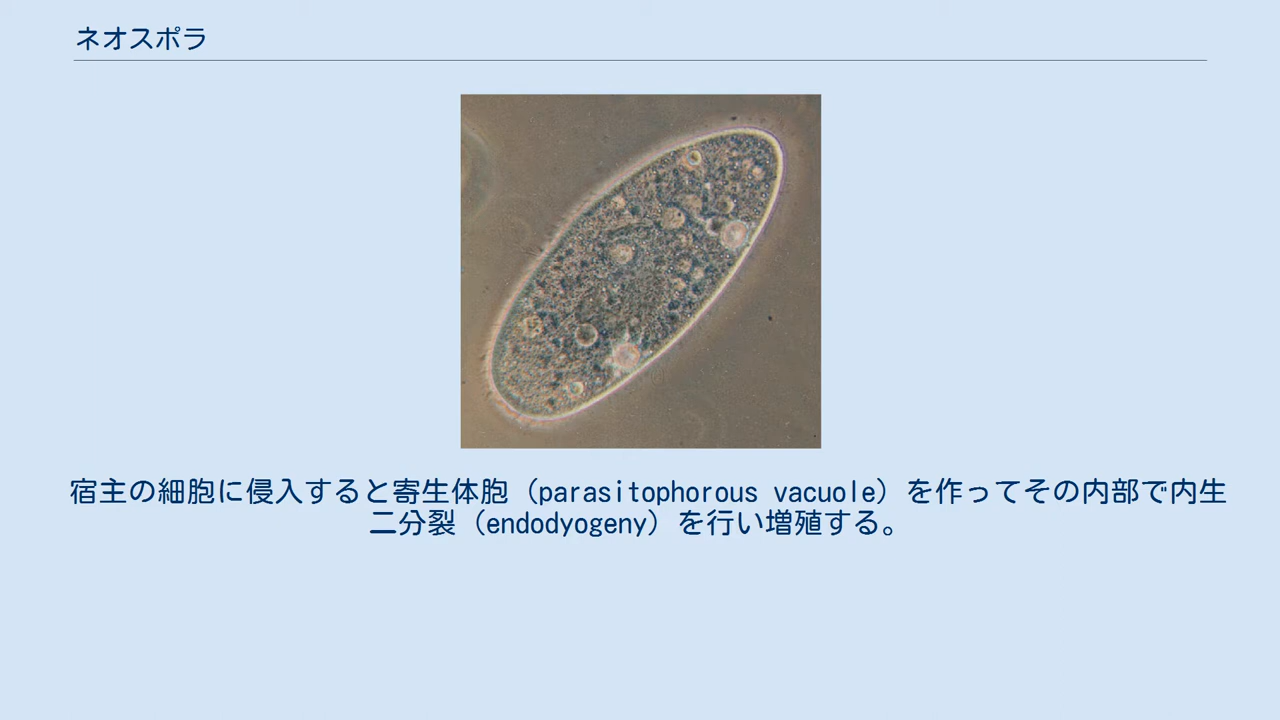 ネオスポラ
宿主の細胞に侵入すると寄生体胞（parasitophorous vacuole）を作ってその内部で内生
二分裂（endodyogeny）を行い増殖する。